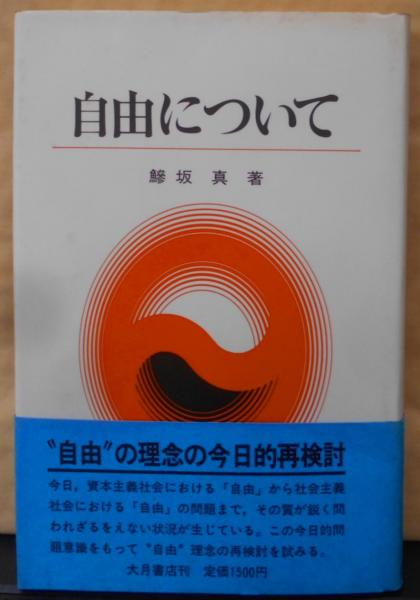 自由について
鰺坂 真 著
〝自由〟の理念の今日的再検討
今日，資本主義社会における「自由」から社会主義
社会における「自由」の問題まで，その質が鋭く問
われざるをえない状況が生じている。この今日的問
題意識をもって〝自由〟理念の再検討を試みる。
大月書店刊 定価1500円